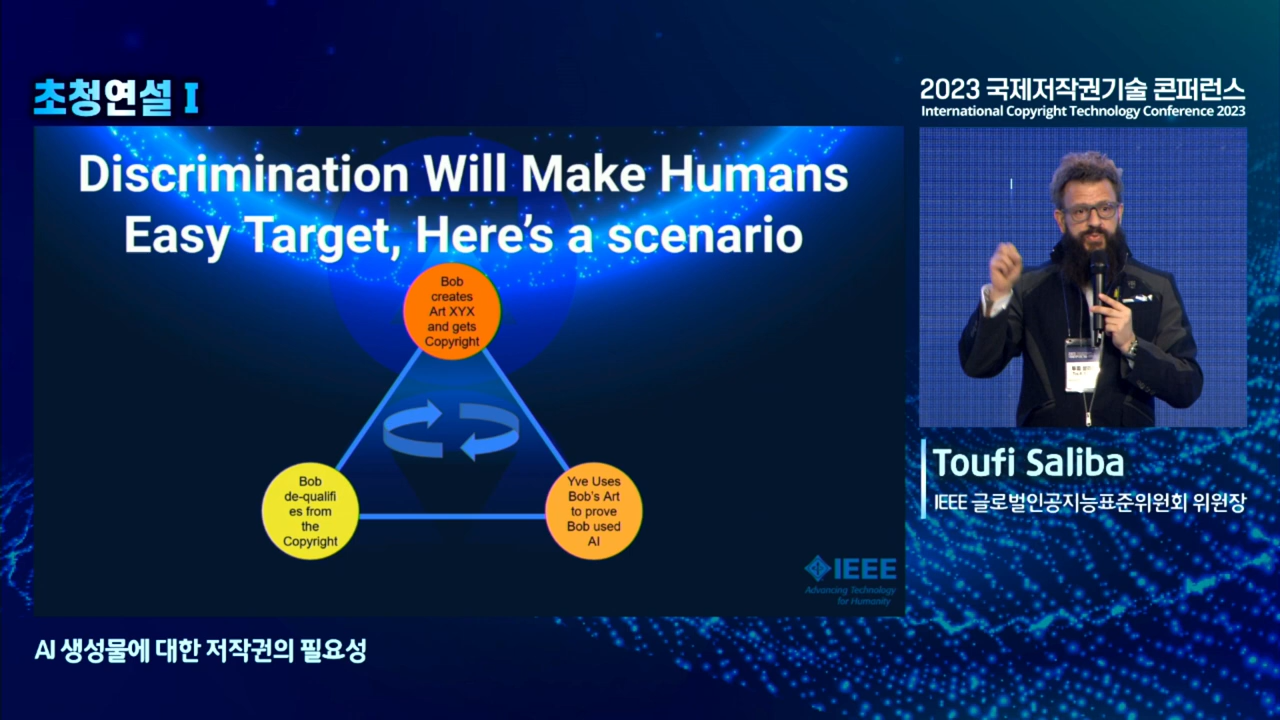 초청연설 I
2023 국제저작권기술 콘퍼런스
International Copyright Technology Conference 2023
Discrimination Will Make Humans
Easy Target, Here's a scenario
Bob
creates
Art XYX
and gets
Copyright
Bob
de-qualifi
es from
the
Copyright
Yve Uses
Bob's Art
to prove
Bob used
AI
IEEE
Advancing Technology
for Humanity
Toufi Saliba
IEEE 글로벌인공지능표준위원회 위원장
AI 생성물에 대한 저작권의 필요성